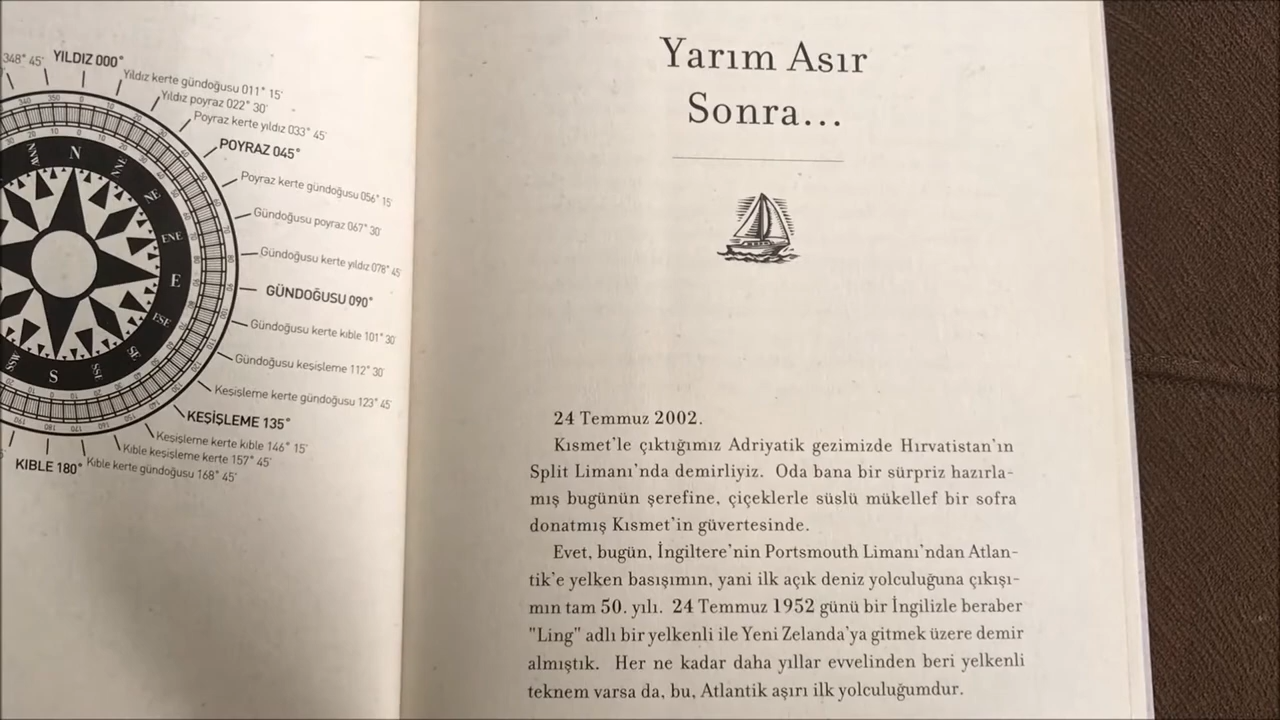 348° 45'
YILDIZ 000°
Yıldız kerte gündoğusu 011° 15'
Yıldız poyraz 022° 30'
Poyraz kerte yıldız 033° 45'
POYRAZ 045°
Poyraz kerte gündoğusu 056° 15'
Gündoğusu poyraz 067° 30'
Gündoğusu kerte yıldız 078° 45'
GÜNDOĞUSU 090°
Gündoğusu kerte kıble 101° 30'
Gündoğusu keşişleme 112° 30'
Keşişleme kerte gündoğusu 123° 45'
KEŞİŞLEME 135°
Keşişleme kerte kıble 146° 15'
Kıble keşişleme kerte 157° 45'
Kıble kerte gündoğusu 168° 45'
KIBLE 180°
NNW
N
NNE
NE
ENE
E
ESE
SE
SSE
S
SSW
Yarım Asır
Sonra...
24 Temmuz 2002.
Kısmet'le çıktığımız Adriyatik gezimizde Hırvatistan'ın
Split Limanı'nda demirliyiz. Oda bana bir sürpriz hazırla-
mış bugünün şerefine, çiçeklerle süslü mükellef bir sofra
donatmış Kısmet'in güvertesinde.
Evet, bugün, İngiltere'nin Portsmouth Limanı'ndan Atlan-
tik'e yelken basışımın, yani ilk açık deniz yolculuğuna çıkışı-
mın tam 50. yılı. 24 Temmuz 1952 günü bir İngilizle beraber
"Ling" adlı bir yelkenli ile Yeni Zelanda'ya gitmek üzere demir
almıştık. Her ne kadar daha yıllar evvelinden beri yelkenli
teknem varsa da, bu, Atlantik aşırı ilk yolculuğumdur.